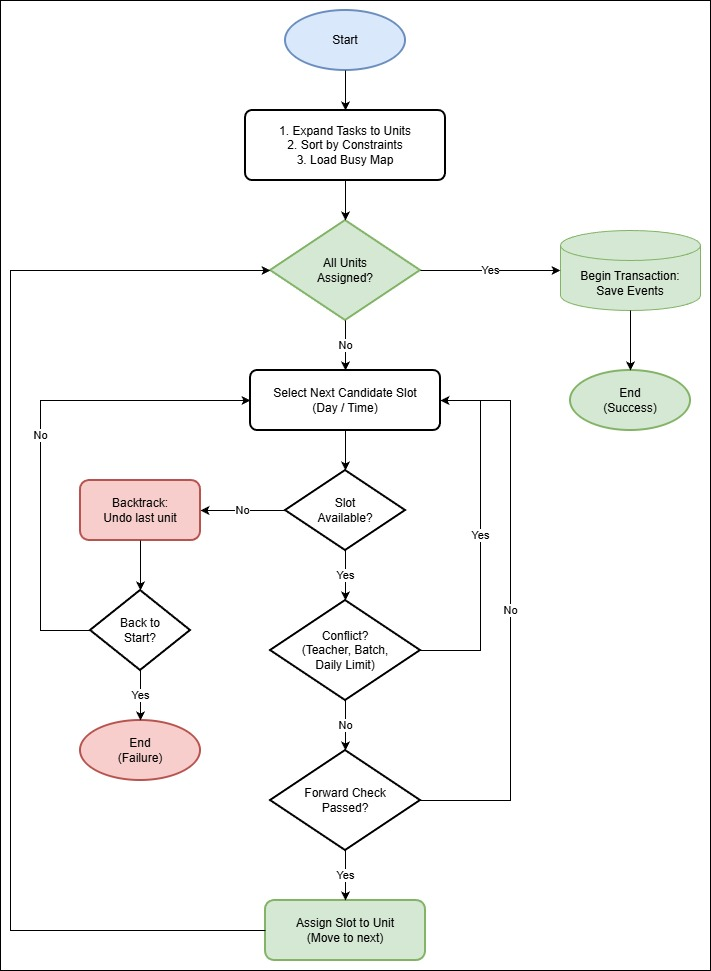 Start
1. Expand Tasks to Units
2. Sort by Constraints
3. Load Busy Map
All Units
Assigned?
Yes
Begin Transaction:
Save Events
No
End
(Success)
Select Next Candidate Slot
(Day / Time)
No
Slot
Available?
No
Backtrack:
Undo last unit
Yes
Yes
Back to
Start?
Conflict?
(Teacher, Batch,
Daily Limit)
No
Yes
No
End
(Failure)
Forward Check
Passed?
Yes
Assign Slot to Unit
(Move to next)